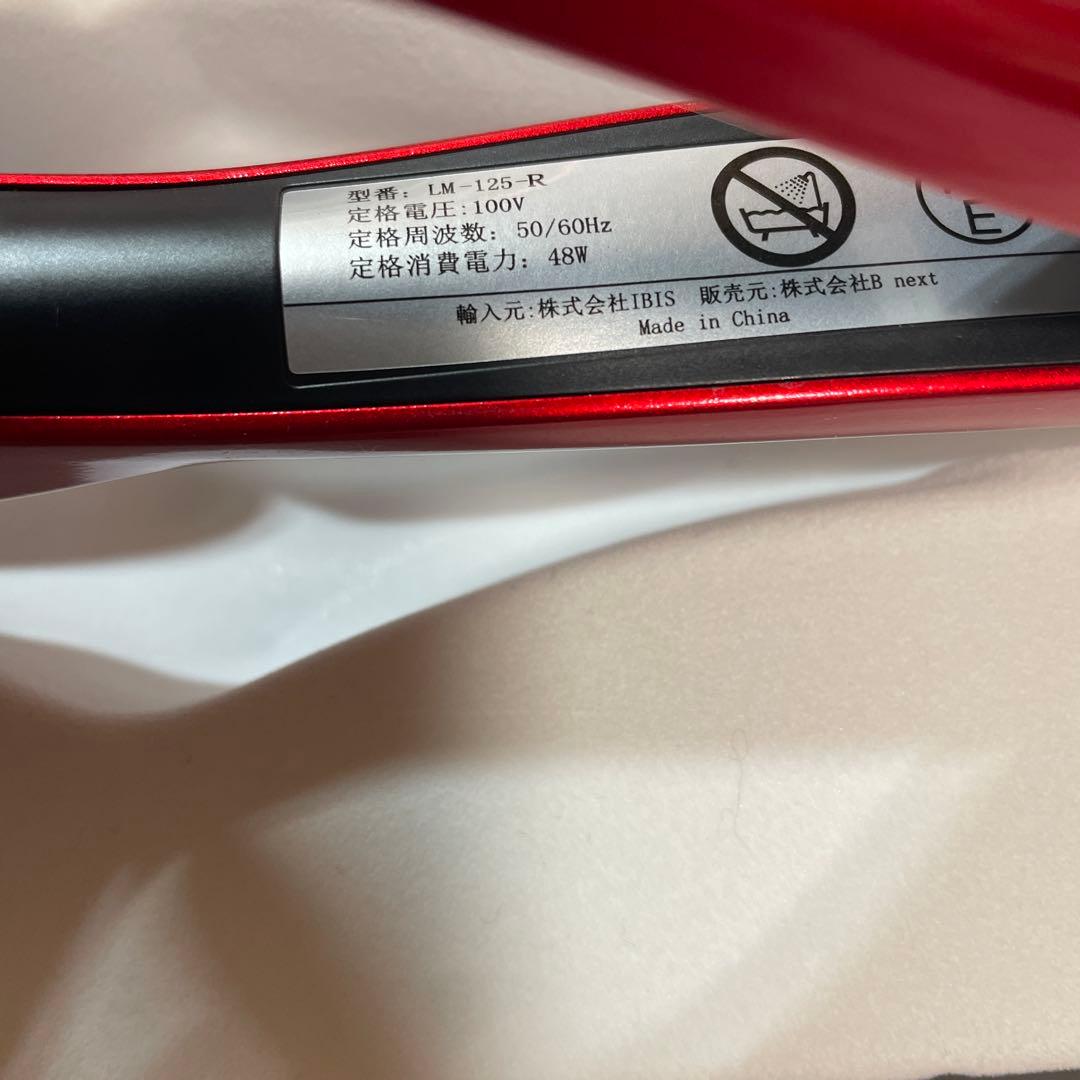 型番: LM-125-R
定格電圧:100V
定格周波数: 50/60Hz
定格消費電力: 48W
E
輸入元:株式会社IBIS 販売元:株式会社B next
Made in China